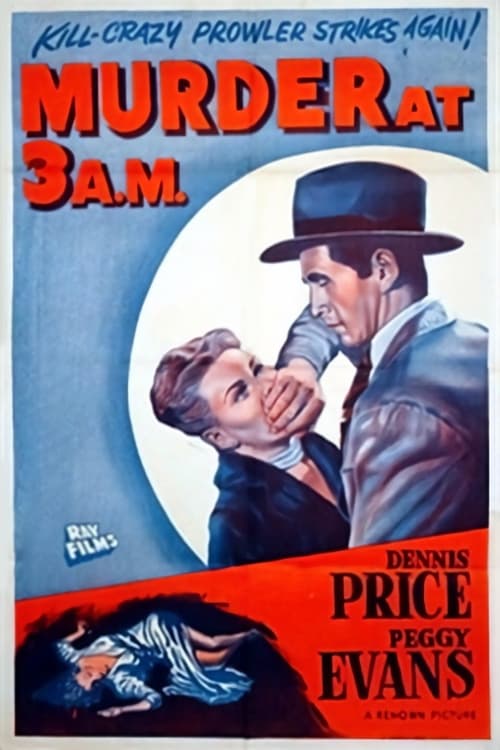 KILL-CRAZY PROWLER STRIKES AGAIN!
MURDER AT
3 A.M.
RAY
FILMS
DENNIS
PRICE
PEGGY
EVANS
A RENOWN PICTURE